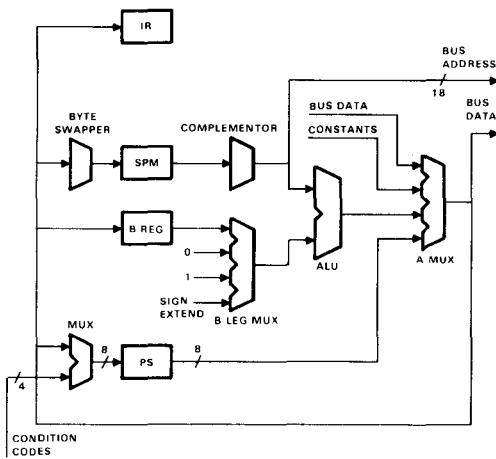 IR
BUS
ADDRESS
18
BUS
DATA
BYTE
SWAPPER
COMPLEMENTOR
BUS DATA
CONSTANTS
SPM
B REG
0
1
SIGN
EXTEND
B LEG MUX
ALU
A MUX
MUX
8
PS
8
4
CONDITION
CODES